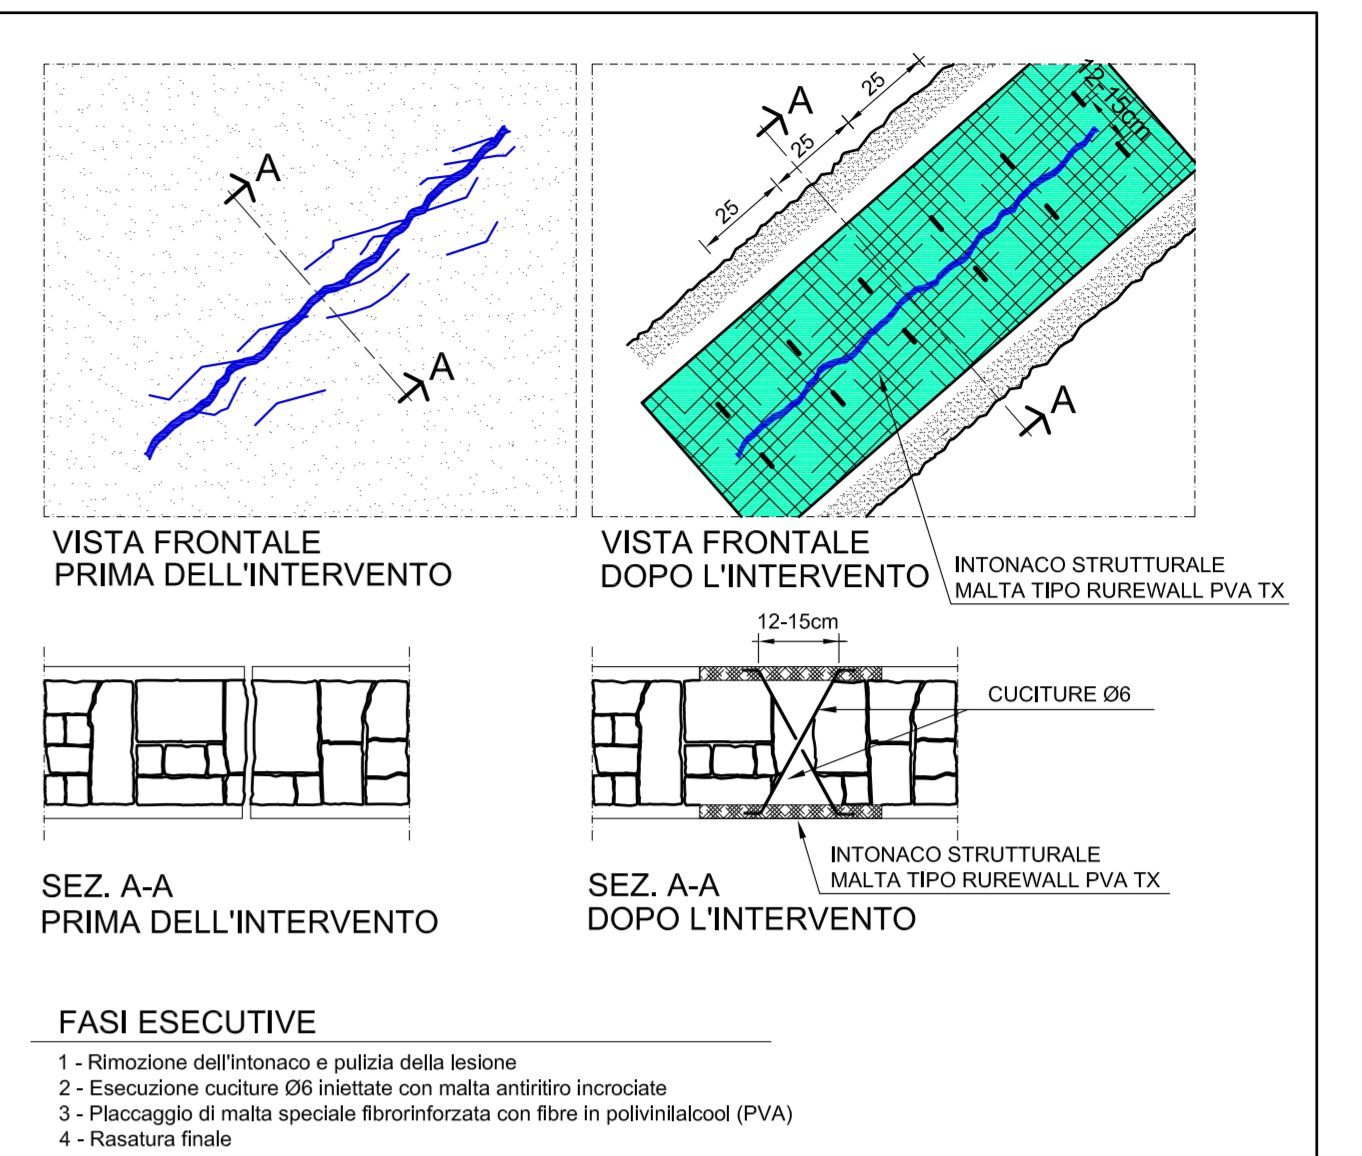 A
A
VISTA FRONTALE
PRIMA DELL'INTERVENTO
25
25
25
A
12-15cm
A
VISTA FRONTALE
DOPO L'INTERVENTO
INTONACO STRUTTURALE
MALTA TIPO RUREWALL PVA TX
SEZ. A-A
PRIMA DELL'INTERVENTO
12-15cm
CUCITURE Ø6
INTONACO STRUTTURALE
MALTA TIPO RUREWALL PVA TX
SEZ. A-A
DOPO L'INTERVENTO
FASI ESECUTIVE
1 - Rimozione dell'intonaco e pulizia della lesione
2 - Esecuzione cuciture Ø6 iniettate con malta antiritiro incrociate
3 - Placcaggio di malta speciale fibrorinforzata con fibre in polivinilalcool (PVA)
4 - Rasatura finale